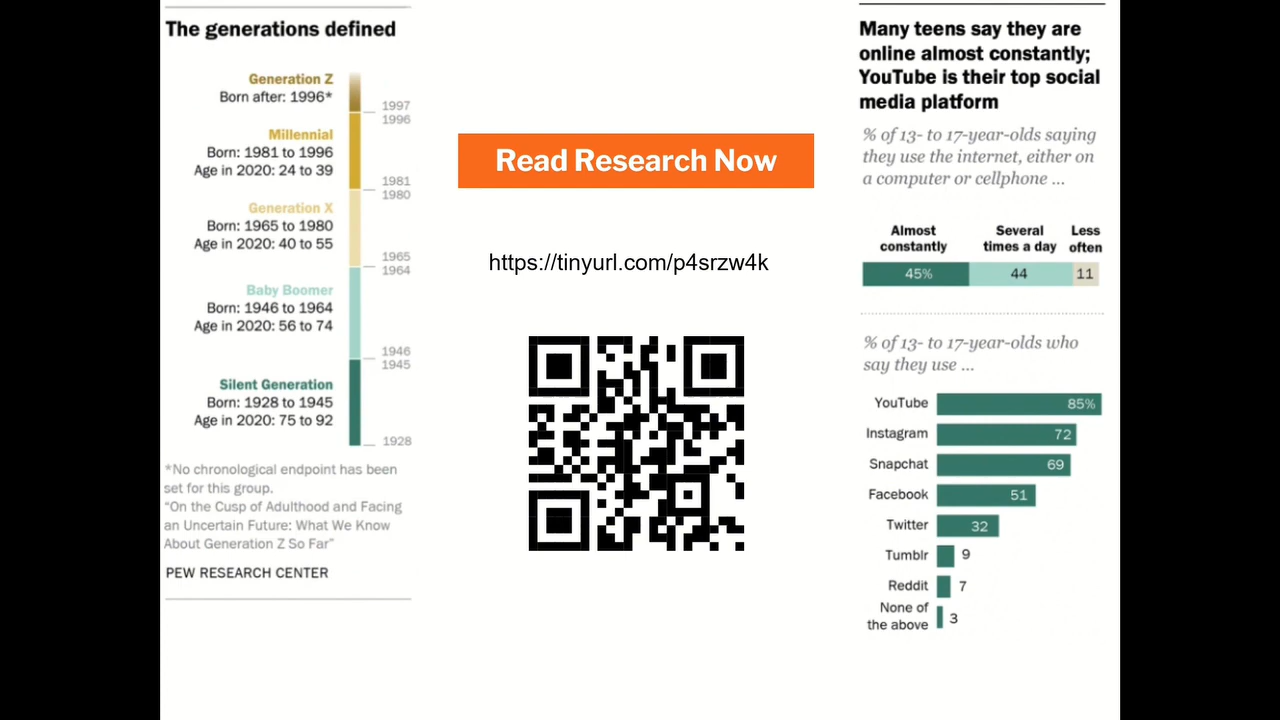 The generations defined
Generation Z
Born after: 1996*
1997
1996
Millennial
Born: 1981 to 1996
Age in 2020: 24 to 39
1981
1980
Generation X
Born: 1965 to 1980
Age in 2020: 40 to 55
1965
1964
Baby Boomer
Born: 1946 to 1964
Age in 2020: 56 to 74
1946
1945
Silent Generation
Born: 1928 to 1945
Age in 2020: 75 to 92
1928
*No chronological endpoint has been
set for this group.
“On the Cusp of Adulthood and Facing
an Uncertain Future: What We Know
About Generation Z So Far”
PEW RESEARCH CENTER
Read Research Now
https://tinyurl.com/p4srzw4k
Many teens say they are
online almost constantly;
YouTube is their top social
media platform
% of 13- to 17-year-olds saying
they use the internet, either on
a computer or cellphone ...
Almost constantly
Several times a day
Less often
45% 44 11
% of 13- to 17-year-olds who
say they use ...
YouTube 85%
Instagram 72
Snapchat 69
Facebook 51
Twitter 32
Tumblr 9
Reddit 7
None of
the above 3